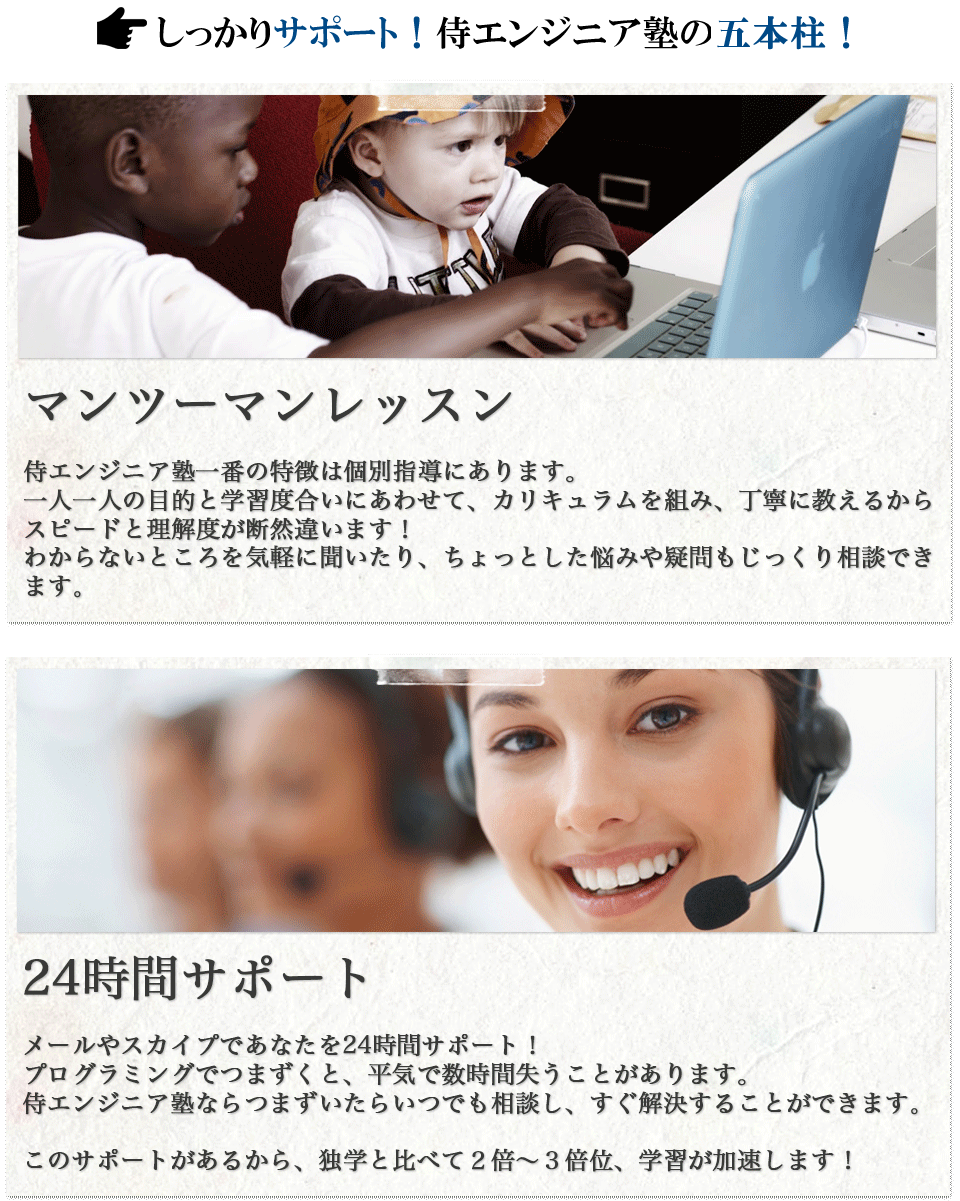 しっかりサポート！侍エンジニア塾の五本柱！
マンツーマンレッスン
侍エンジニア塾一番の特徴は個別指導にあります。
一人一人の目的と学習度合いにあわせて、カリキュラムを組み、丁寧に教えるから
スピードと理解度が断然違います！
わからないところを気軽に聞いたり、ちょっとした悩みや疑問もじっくり相談でき
ます。
24時間サポート
メールやスカイプであなたを24時間サポート！
プログラミングでつまずくと、平気で数時間失うことがあります。
侍エンジニア塾ならつまずいたらいつでも相談し、すぐ解決することができます。
このサポートがあるから、独学と比べて２倍〜３倍位、学習が加速します！